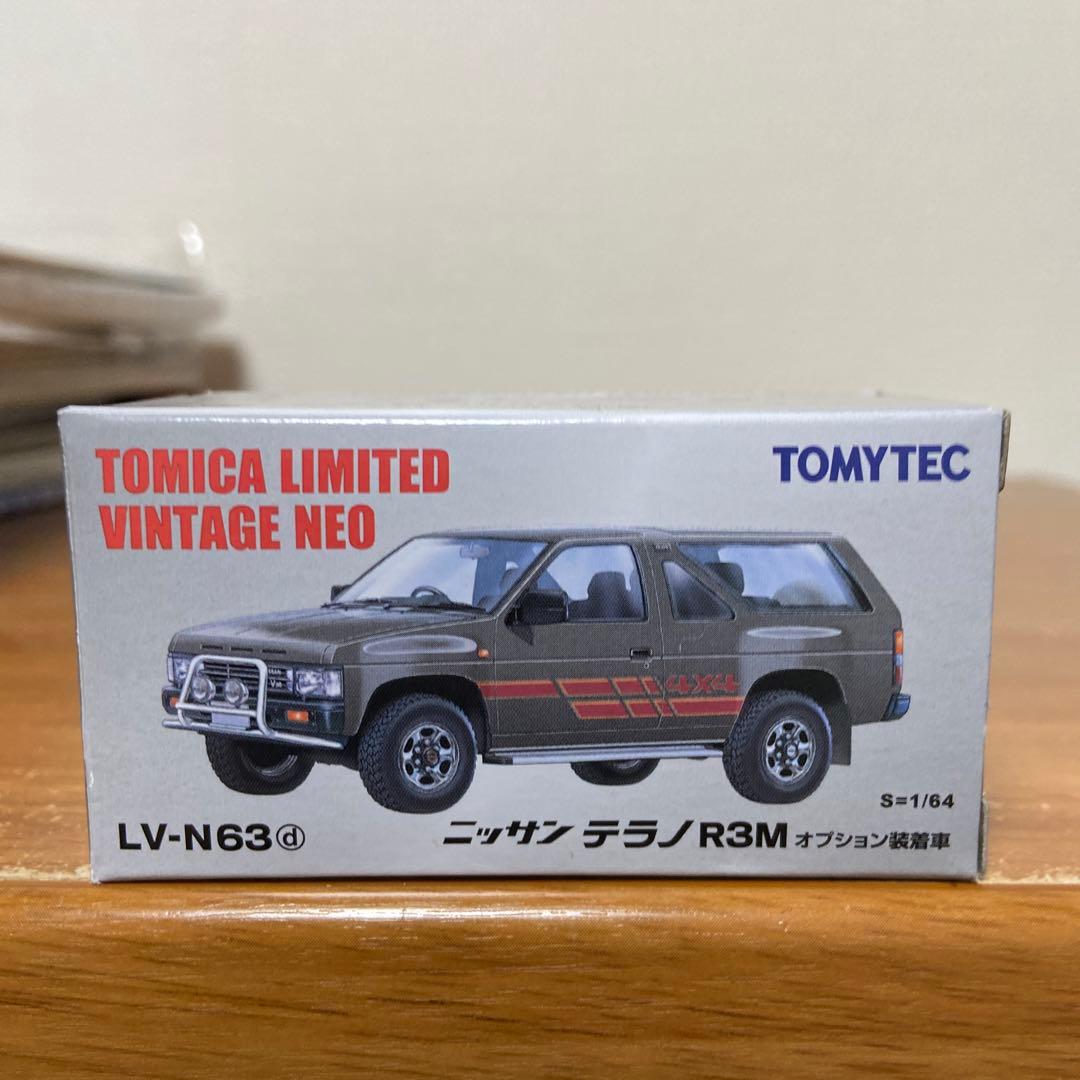 TOMICA LIMITED
VINTAGE NEO
TOMYTEC
4X4
S=1/64
LV-N63ⓓ
ニッサン テラノ R3M オプション装着車